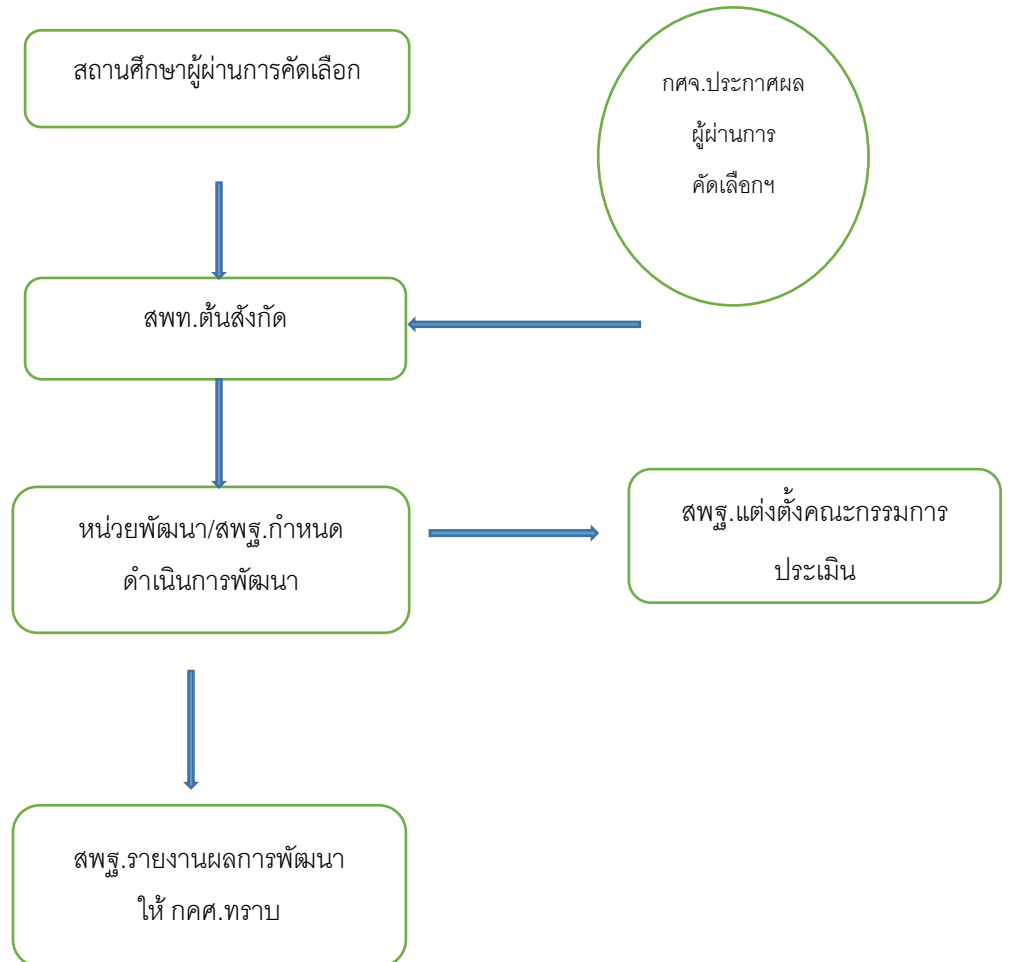 สถานศึกษาผู้ผ่านการคัดเลือก
กศจ.ประกาศผล
ผู้ผ่านการ
คัดเลือกฯ
สพท.ต้นสังกัด
หน่วยพัฒนา/สพฐ.กำหนด
ดำเนินการพัฒนา
สพฐ.แต่งตั้งคณะกรรมการ
ประเมิน
สพฐ.รายงานผลการพัฒนา
ให้ กคศ.ทราบ